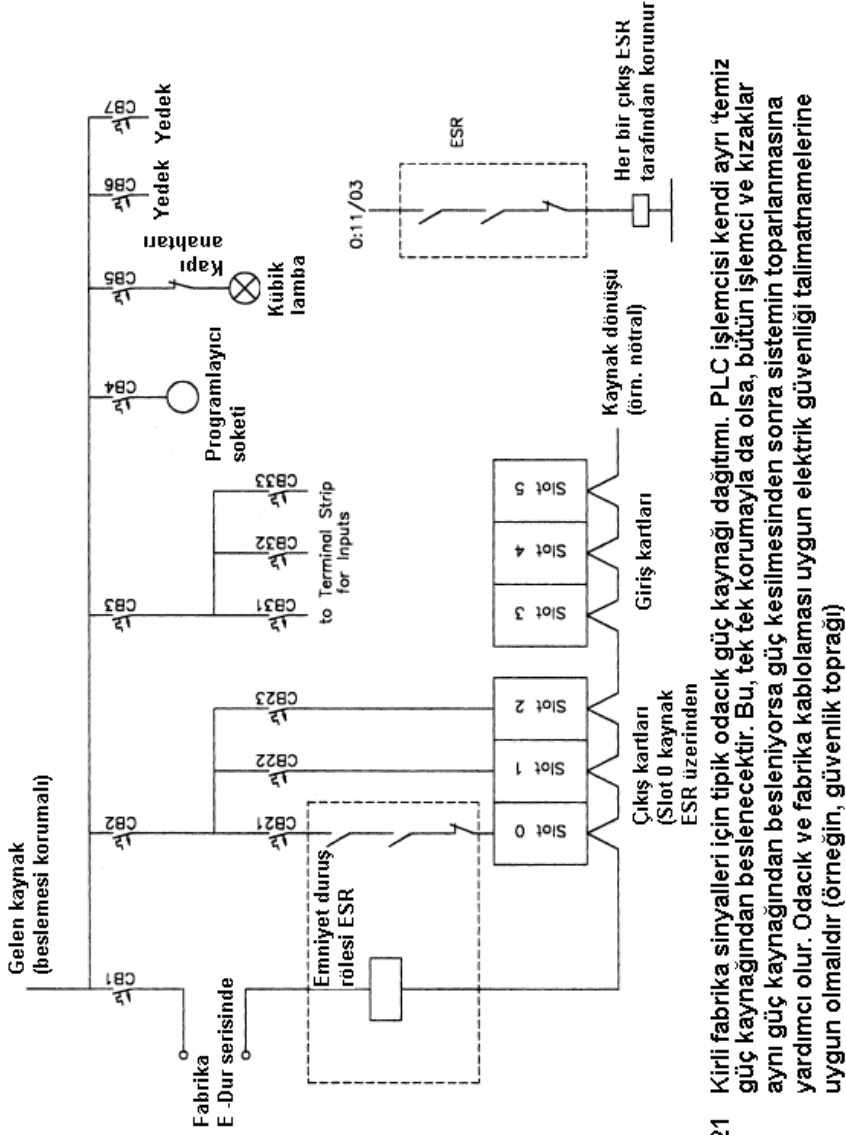 Gelen kaynak
(beslemesi korumalı)
CB1
CB2
CB3
CB4
CB5
CB6
CB7
Yedek
Yedek
Kapı
anahtarı
Kübik
lamba
Programlayıcı
soketi
CB21
CB22
CB23
CB31
CB32
CB33
to Terminal Strip
for Inputs
Fabrika
E -Dur serisinde
Emniyet duruş
rölesi ESR
Slot 0
Slot 1
Slot 2
Slot 3
Slot 4
Slot 5
Çıkış kartları
(Slot 0 kaynak
ESR üzerinden
Giriş kartları
Kaynak dönüşü
(örn. nötral)
0:11/03
ESR
Her bir çıkış ESR
tarafından korunur
21 Kirli fabrika sinyalleri için tipik odacık güç kaynağı dağıtımı. PLC işlemcisi kendi ayrı 'temiz
güç kaynağından beslenecektir. Bu, tek tek korumayla da olsa, bütün işlemci ve kızaklar
aynı güç kaynağından besleniyorsa güç kesilmesinden sonra sistemin toparlanmasına
yardımcı olur. Odacık ve fabrika kablolaması uygun elektrik güvenliği talimatnamelerine
uygun olmalıdır (örneğin, güvenlik toprağı)